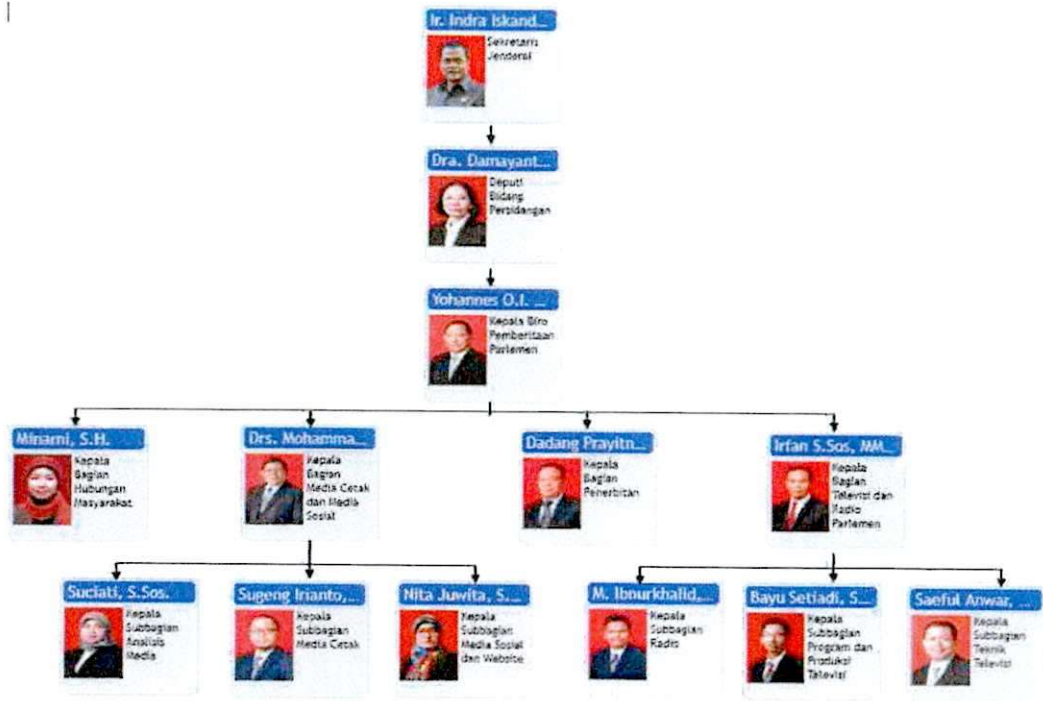 Ir. Indra Iskand...
Sekretaris
Jenderal
Dra. Damayant...
Deputi
Bidang
Persidangan
Yohannes O.I. ...
Kepala Biro
Pemberitaan
Parlemen
Minarni, S.H.
Kepala
Bagian
Hubungan
Masyarakat
Drs. Mohamma...
Kepala
Bagian
Media Cetak
dan Media
Sosial
Dadang Prayitn...
Kepala
Bagian
Penerbitan
Irfan S.Sos, MM...
Kepala
Bagian
Televisi dan
Radio
Parlemen
Suciati, S.Sos.
Kepala
Subbagian
Analisis
Media
Sugeng Irianto,...
Kepala
Subbagian
Media Cetak
Nita Juwita, S....
Kepala
Subbagian
Media Sosial
dan Website
M. Ibnurkhalid,...
Kepala
Subbagian
Radio
Bayu Setiadi, S...
Kepala
Subbagian
Program dan
Produksi
Televisi
Saeful Anwar, ...
Kepala
Subbagian
Teknik
Televisi